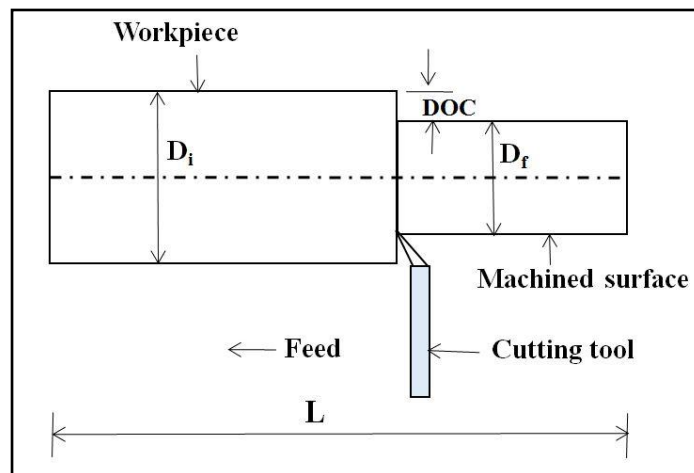 Workpiece
DOC
Dᵢ
D_f
Machined surface
Feed
Cutting tool
L